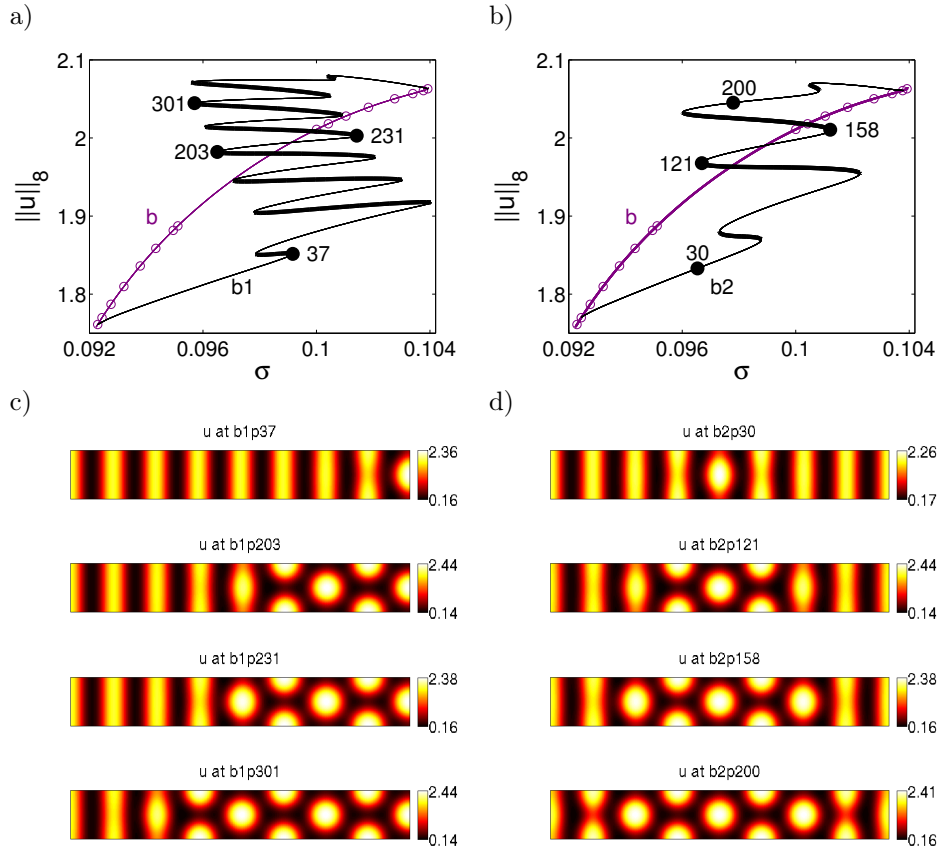 a)
b)
2.1
2
1.9
1.8
||u||8
0.092
0.096
0.1
0.104
σ
301
203
231
37
b
b1
2.1
2
1.9
1.8
||u||8
0.092
0.096
0.1
0.104
σ
200
158
121
30
b
b2
c)
d)
u at b1p37
2.36
0.16
u at b2p30
2.26
0.17
u at b1p203
2.44
0.14
u at b2p121
2.44
0.14
u at b1p231
2.38
0.16
u at b2p158
2.38
0.16
u at b1p301
2.44
0.14
u at b2p200
2.41
0.16